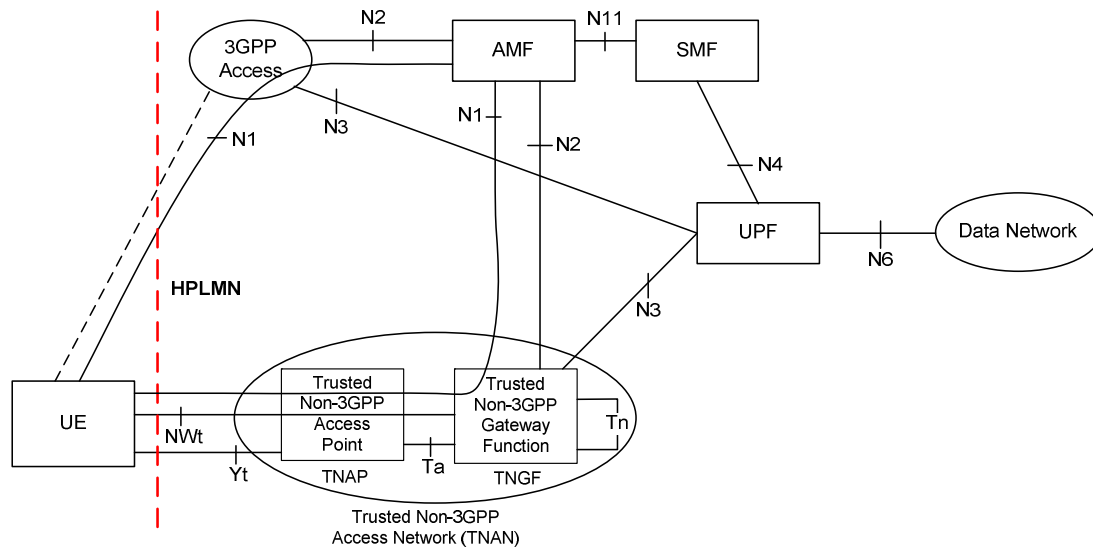 N2
N11
3GPP
Access
AMF
SMF
N1
N3
N1
N2
N4
UPF
N6
Data Network
HPLMN
N3
UE
NWt
Yt
Trusted
Non-3GPP
Access
Point
TNAP
Ta
Trusted
Non-3GPP
Gateway
Function
TNGF
Tn
Trusted Non-3GPP
Access Network (TNAN)